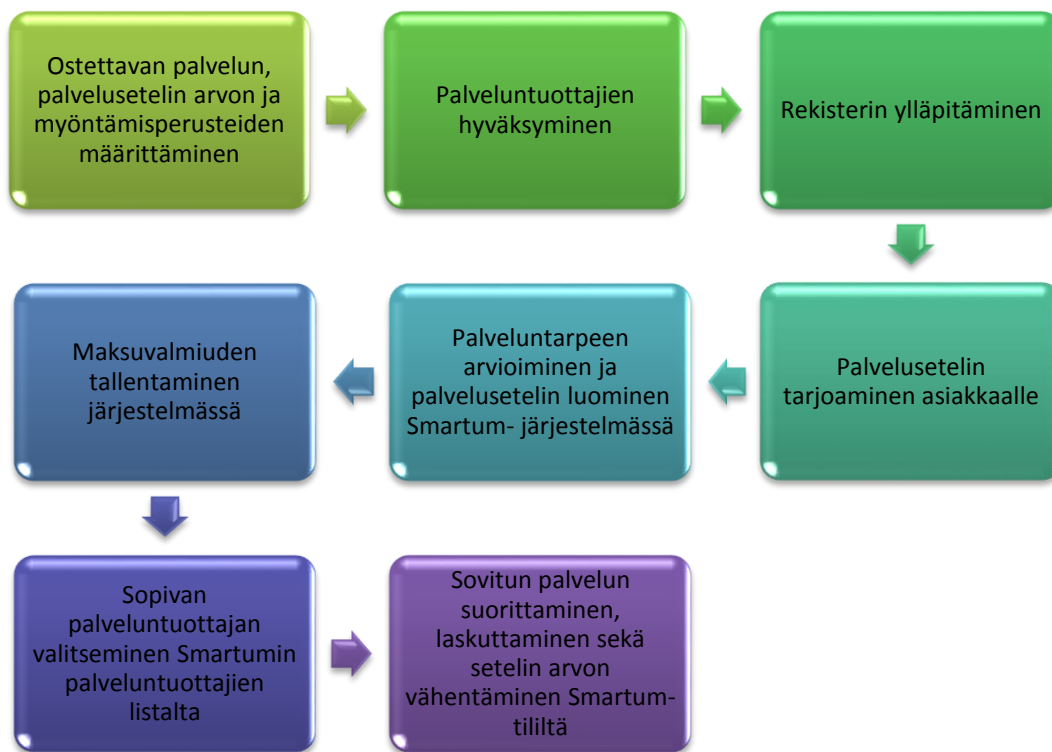 Ostettavan palvelun,
palvelusetelin arvon ja
myöntämisperusteiden
määrittäminen
Palveluntuottajien
hyväksyminen
Rekisterin ylläpitäminen
Palvelusetelin
tarjoaminen asiakkaalle
Palveluntarpeen
arvioiminen ja
palvelusetelin luominen
Smartum- järjestelmässä
Maksuvalmiuden
tallentaminen
järjestelmässä
Sopivan
palveluntuottajan
valitseminen Smartumin
palveluntuottajien
listalta
Sovitun palvelun
suorittaminen,
laskuttaminen sekä
setelin arvon
vähentäminen Smartum-
tililtä